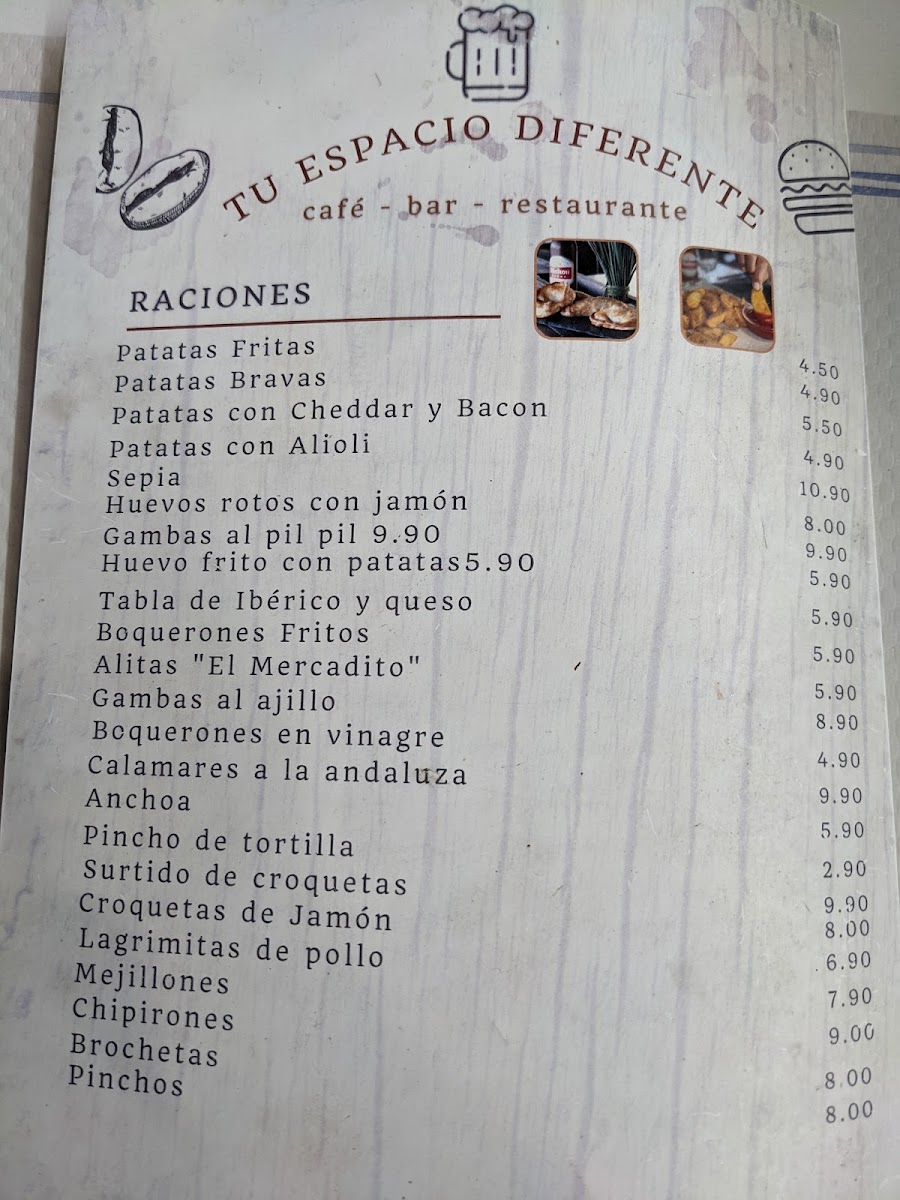 TU ESPACIO DIFERENTE
café - bar - restaurante
RACIONES
Patatas Fritas 4.50
Patatas Bravas 4.90
Patatas con Cheddar y Bacon 5.50
Patatas con Alioli 4.90
Sepia 10.90
Huevos rotos con jamón 8.00
Gambas al pil pil 9.90 9.90
Huevo frito con patatas5.90 5.90
Tabla de Ibérico y queso 5.90
Boquerones Fritos 5.90
Alitas "El Mercadito" 5.90
Gambas al ajillo 8.90
Boquerones en vinagre 4.90
Calamares a la andaluza 9.90
Anchoa 5.90
Pincho de tortilla 2.90
Surtido de croquetas 9.90
Croquetas de Jamón 8.00
Lagrimitas de pollo 6.90
Mejillones 7.90
Chipirones 9.00
Brochetas 8.00
Pinchos 8.00